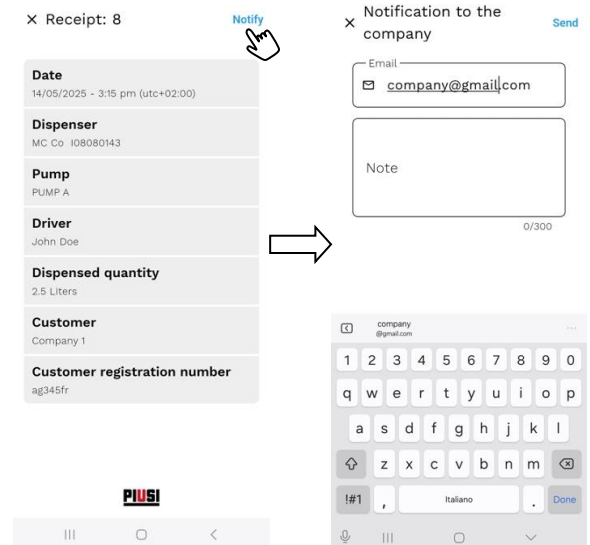 × Receipt: 8
Notify
Date
14/05/2025 - 3:15 pm (utc+02:00)
Dispenser
MC Co I08080143
Pump
PUMP A
Driver
John Doe
Dispensed quantity
2.5 Liters
Customer
Company 1
Customer registration number
ag345fr
PIUSI
× Notification to the
company
Send
Email
company@gmail.com
Note
0/300
company
@gmail.com
1 2 3 4 5 6 7 8 9 0
q w e r t y u i o p
a s d f g h j k l
z x c v b n m
!#1 , Italiano . Done